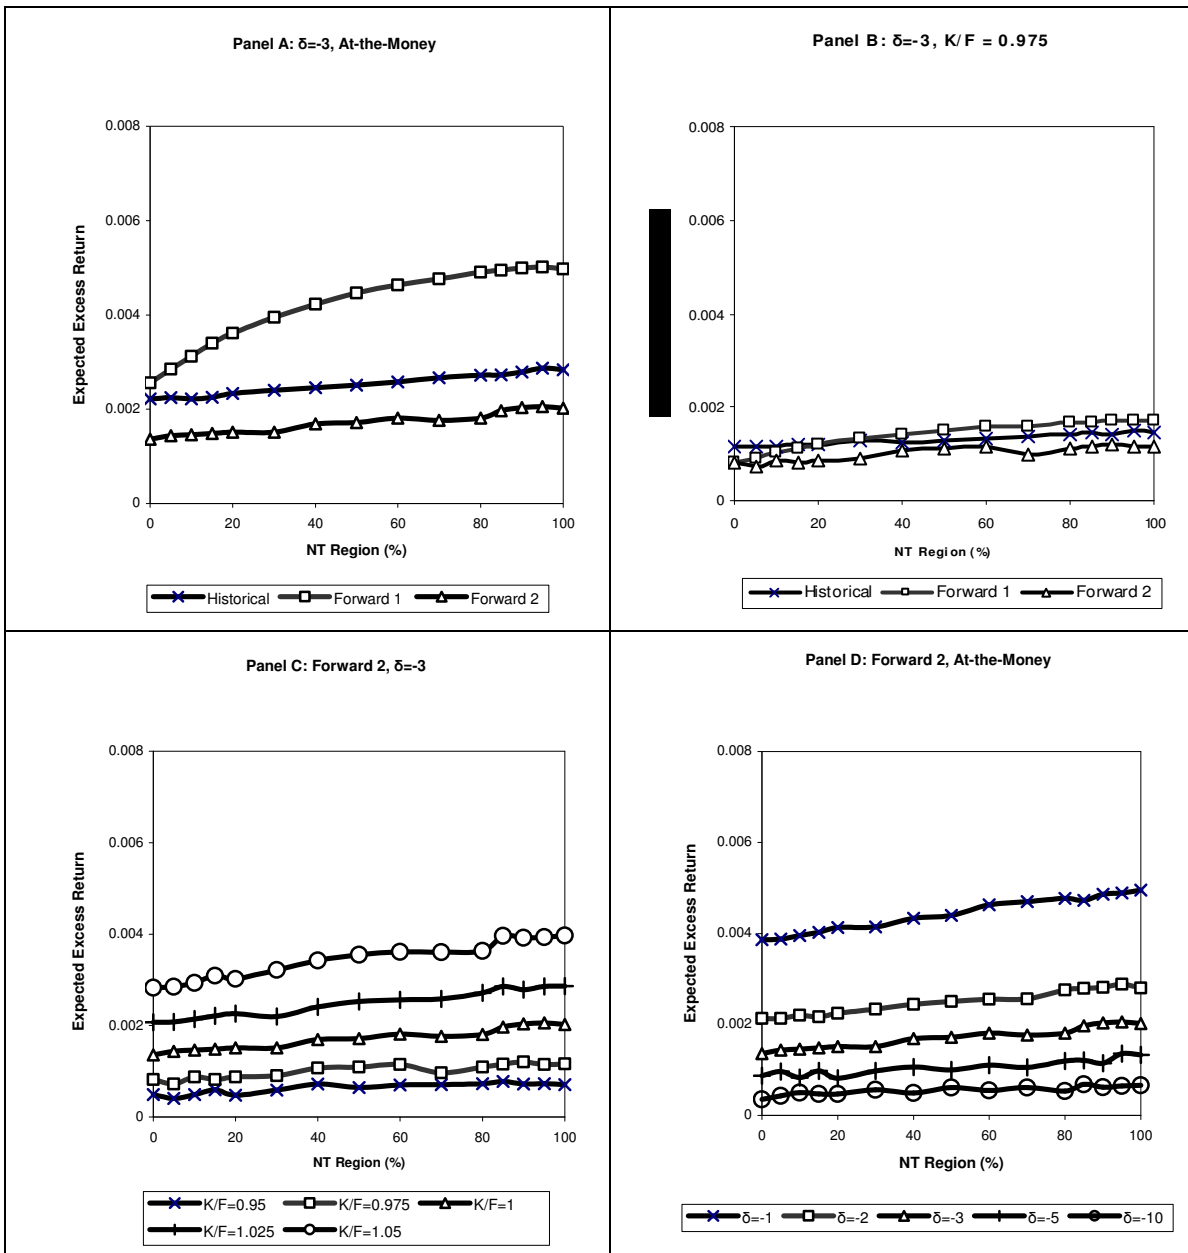 Panel A: δ=-3, At-the-Money
0.008
0.006
0.004
0.002
0
Expected Excess Return
0 20 40 60 80 100
NT Region (%)
Historical Forward 1 Forward 2
Panel B: δ=-3, K/F = 0.975
0.008
0.006
0.004
0.002
0
0 20 40 60 80 100
NT Region (%)
Historical Forward 1 Forward 2
Panel C: Forward 2, δ=-3
0.008
0.006
0.004
0.002
0
Expected Excess Return
0 20 40 60 80 100
NT Region (%)
K/F=0.95 K/F=0.975 K/F=1
K/F=1.025 K/F=1.05
Panel D: Forward 2, At-the-Money
0.008
0.006
0.004
0.002
0
Expected Excess Return
0 20 40 60 80 100
NT Region (%)
δ=-1 δ=-2 δ=-3 δ=-5 δ=-10